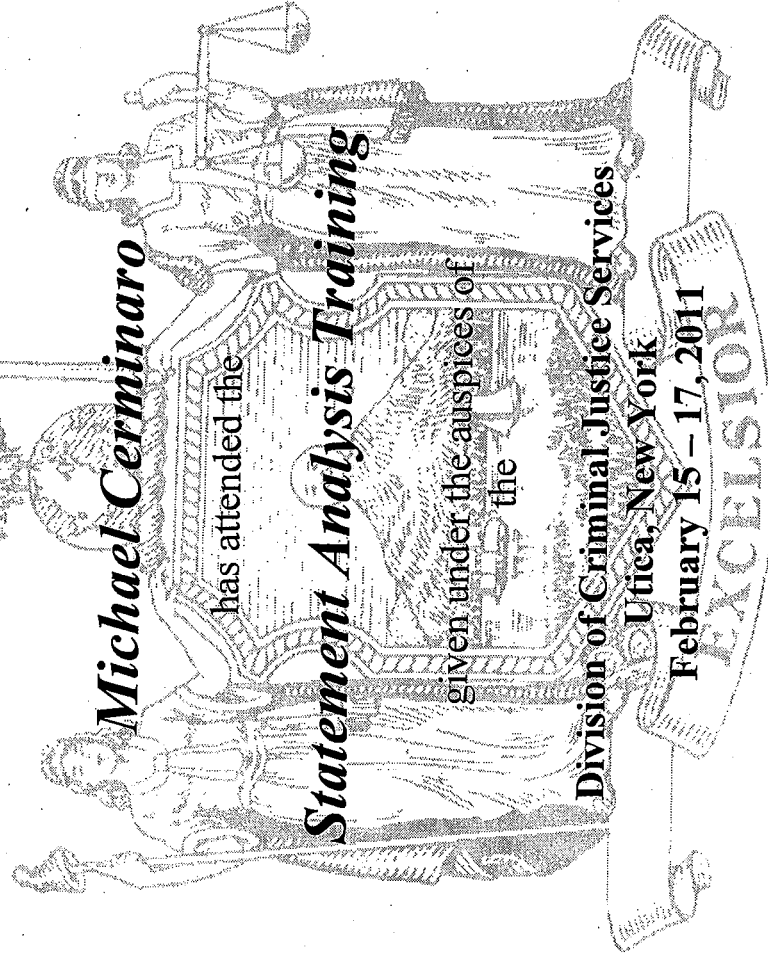 Michael Cerminaro
has attended the
Statement Analysis Training
given under the auspices of
the
Division of Criminal Justice Services
Utica, New York
February 15 – 17, 2011
EXCELSIOR